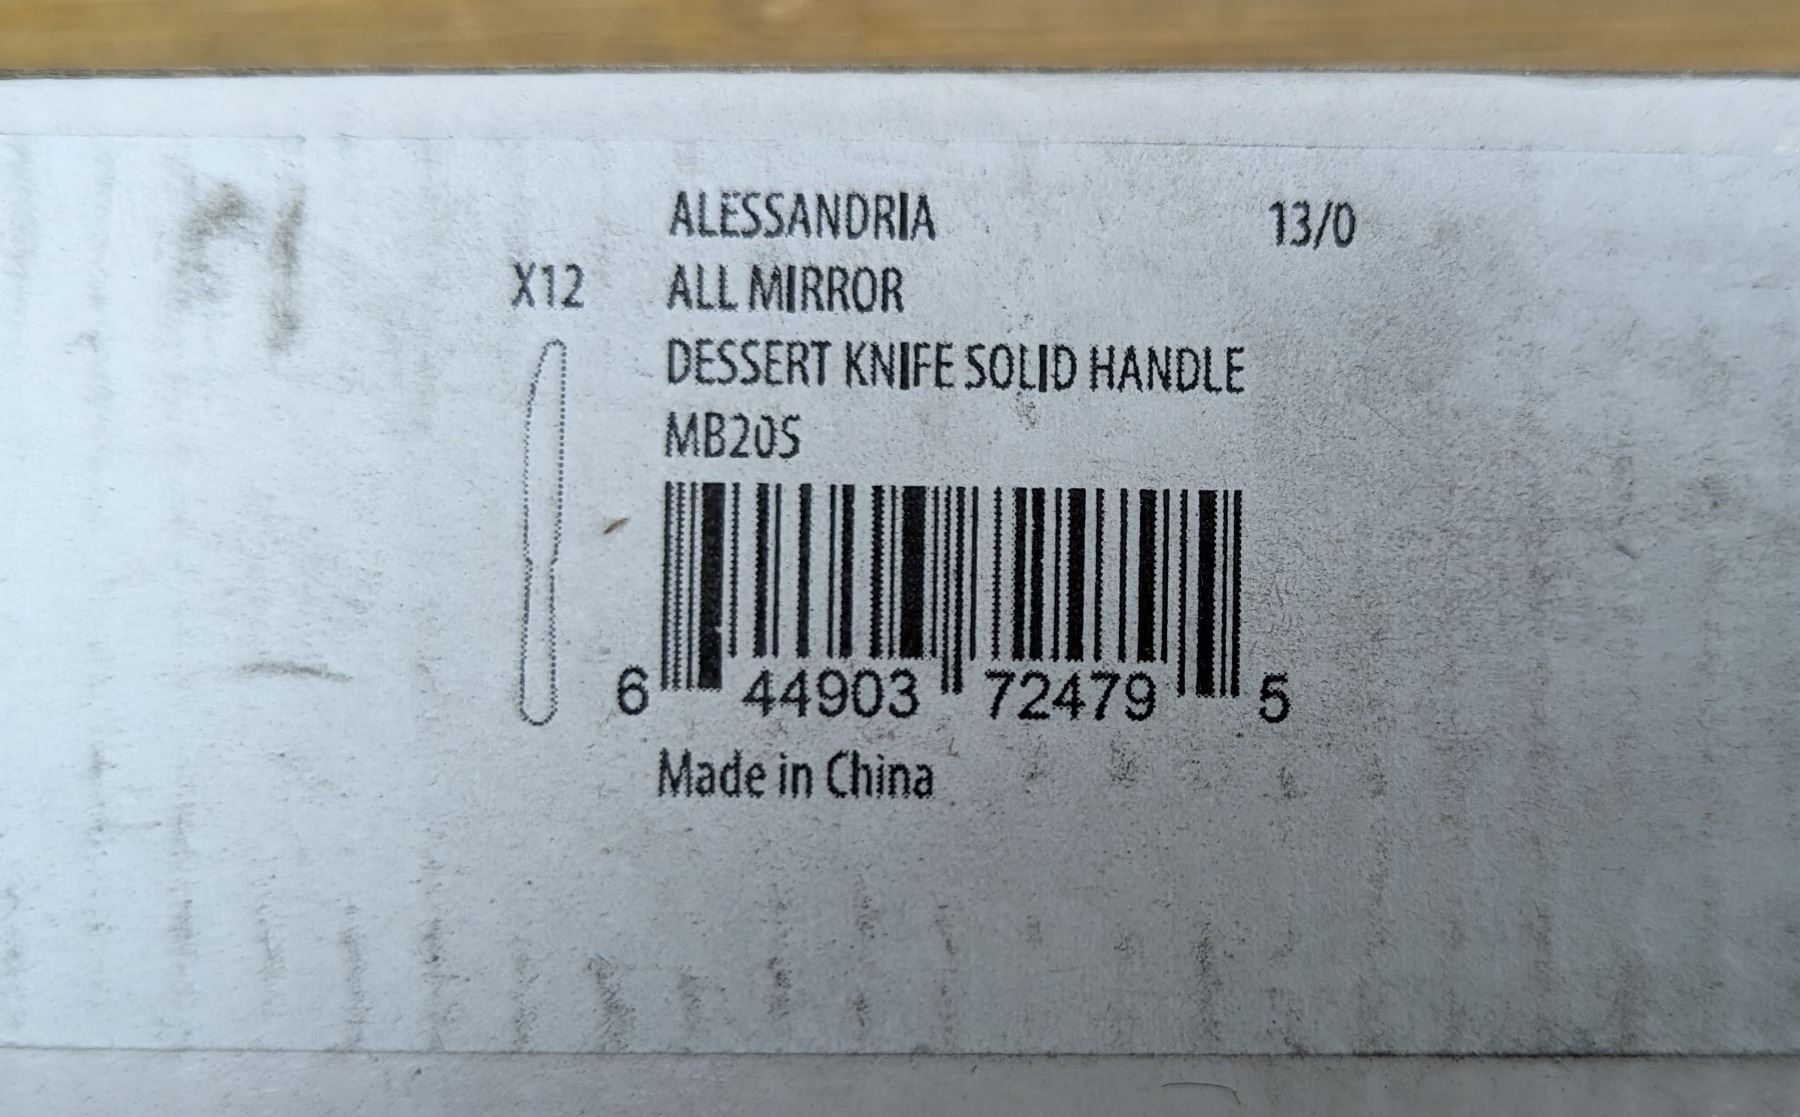 ALESSANDRIA 13/0
X12 ALL MIRROR
DESSERT KNIFE SOLID HANDLE
MB205
6 44903 72479 5
Made in China